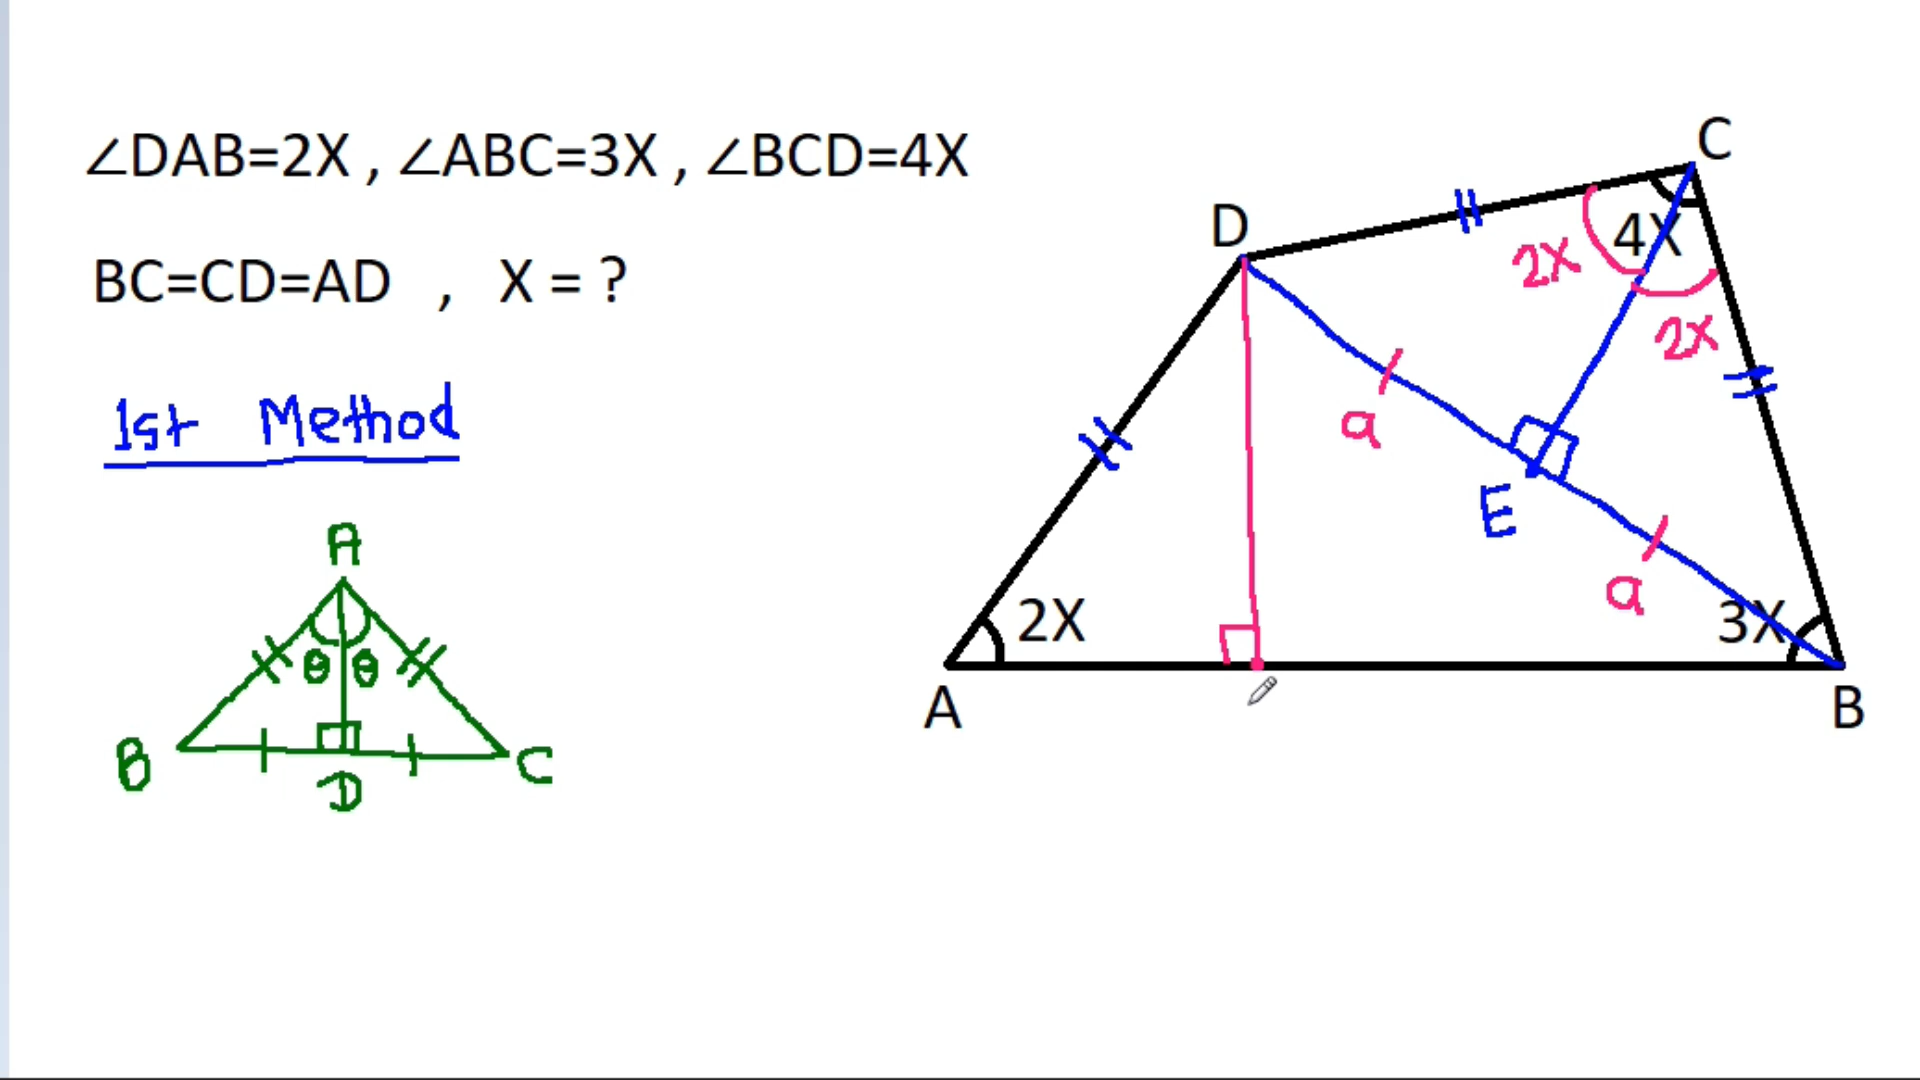 ∠DAB=2X , ∠ABC=3X , ∠BCD=4X
BC=CD=AD , X = ?
1st Method
A
θ θ
B
D
C
C
D
4X
2X
2X
a
E
a
2X
3X
A
B